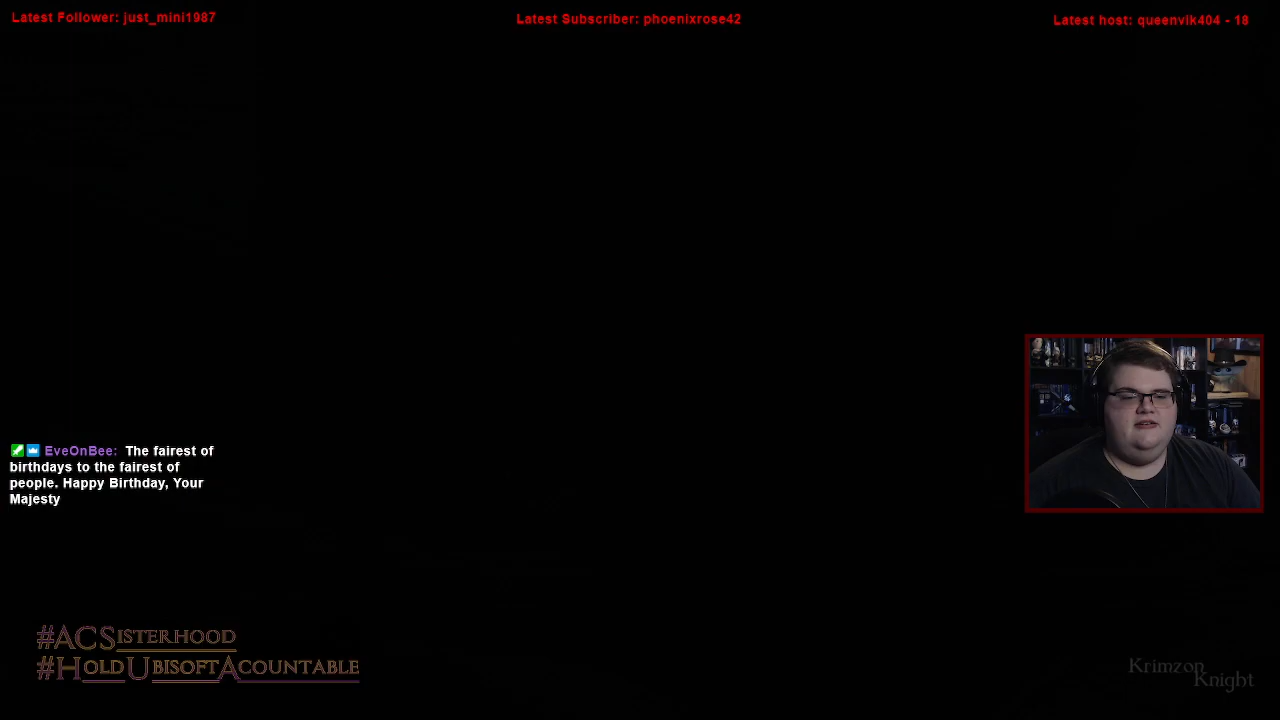 Latest Follower: just_mini1987
Latest Subscriber: phoenixrose42
Latest host: queenvik404 - 18
EveOnBee: The fairest of
birthdays to the fairest of
people. Happy Birthday, Your
Majesty
#ACSisterhood
#HoldUbisoftAcountable
Krimzon
Knight